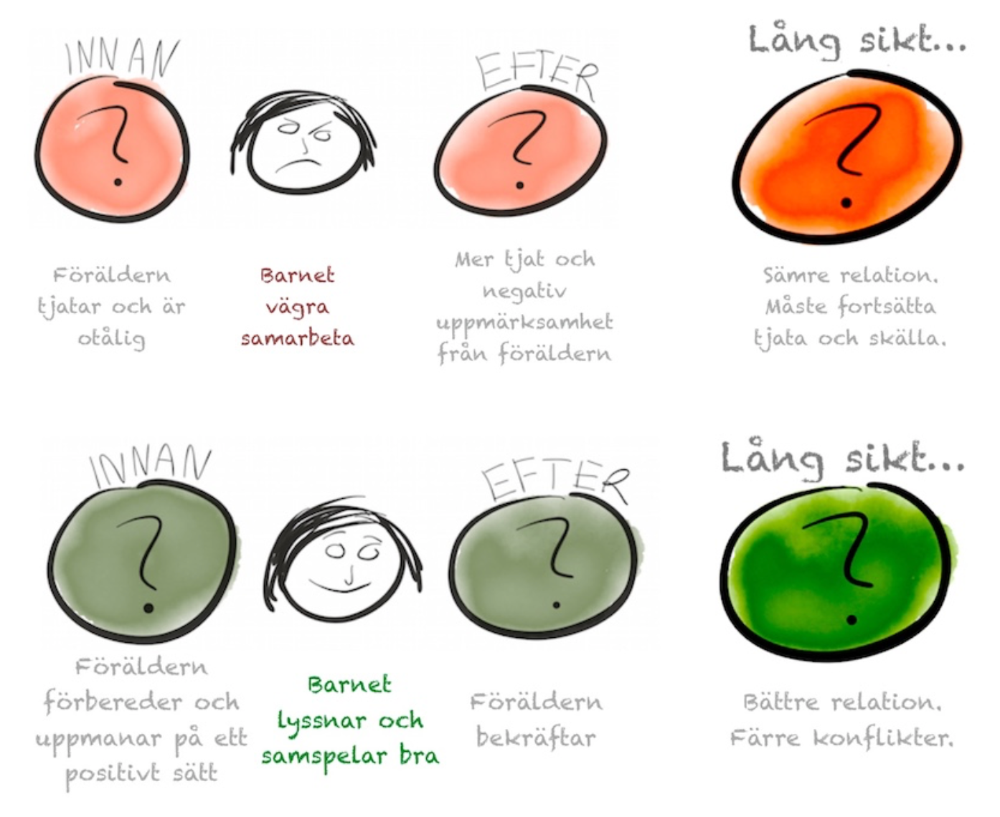 INNAN
EFTER
Lång sikt...
?
?
?
Föräldern
tjatar och är
otålig
Barnet
vägra
samarbeta
Mer tjat och
negativ
uppmärksamhet
från föräldern
Sämre relation.
Måste fortsätta
tjata och skälla.
INNAN
EFTER
Lång sikt...
?
?
?
Föräldern
förbereder och
uppmanar på ett
positivt sätt
Barnet
lyssnar och
samspelar bra
Föräldern
bekräftar
Bättre relation.
Färre konflikter.